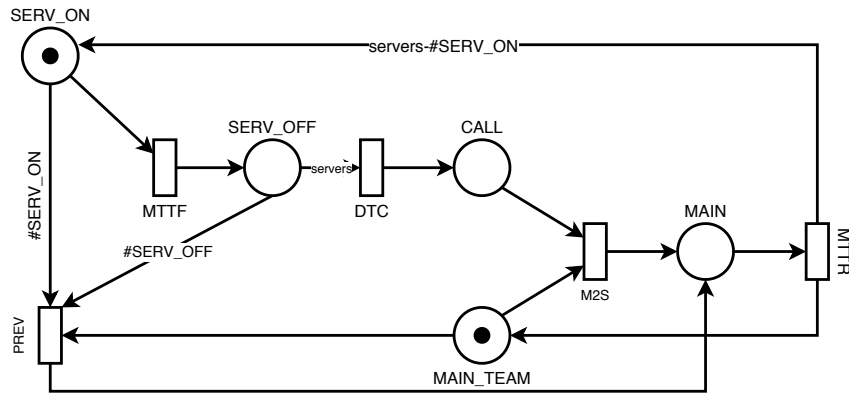 SERV_ON
servers-#SERV_ON
SERV_OFF
CALL
servers
#SERV_ON
MTTF
DTC
MAIN
#SERV_OFF
MTTR
M2S
PREV
MAIN_TEAM